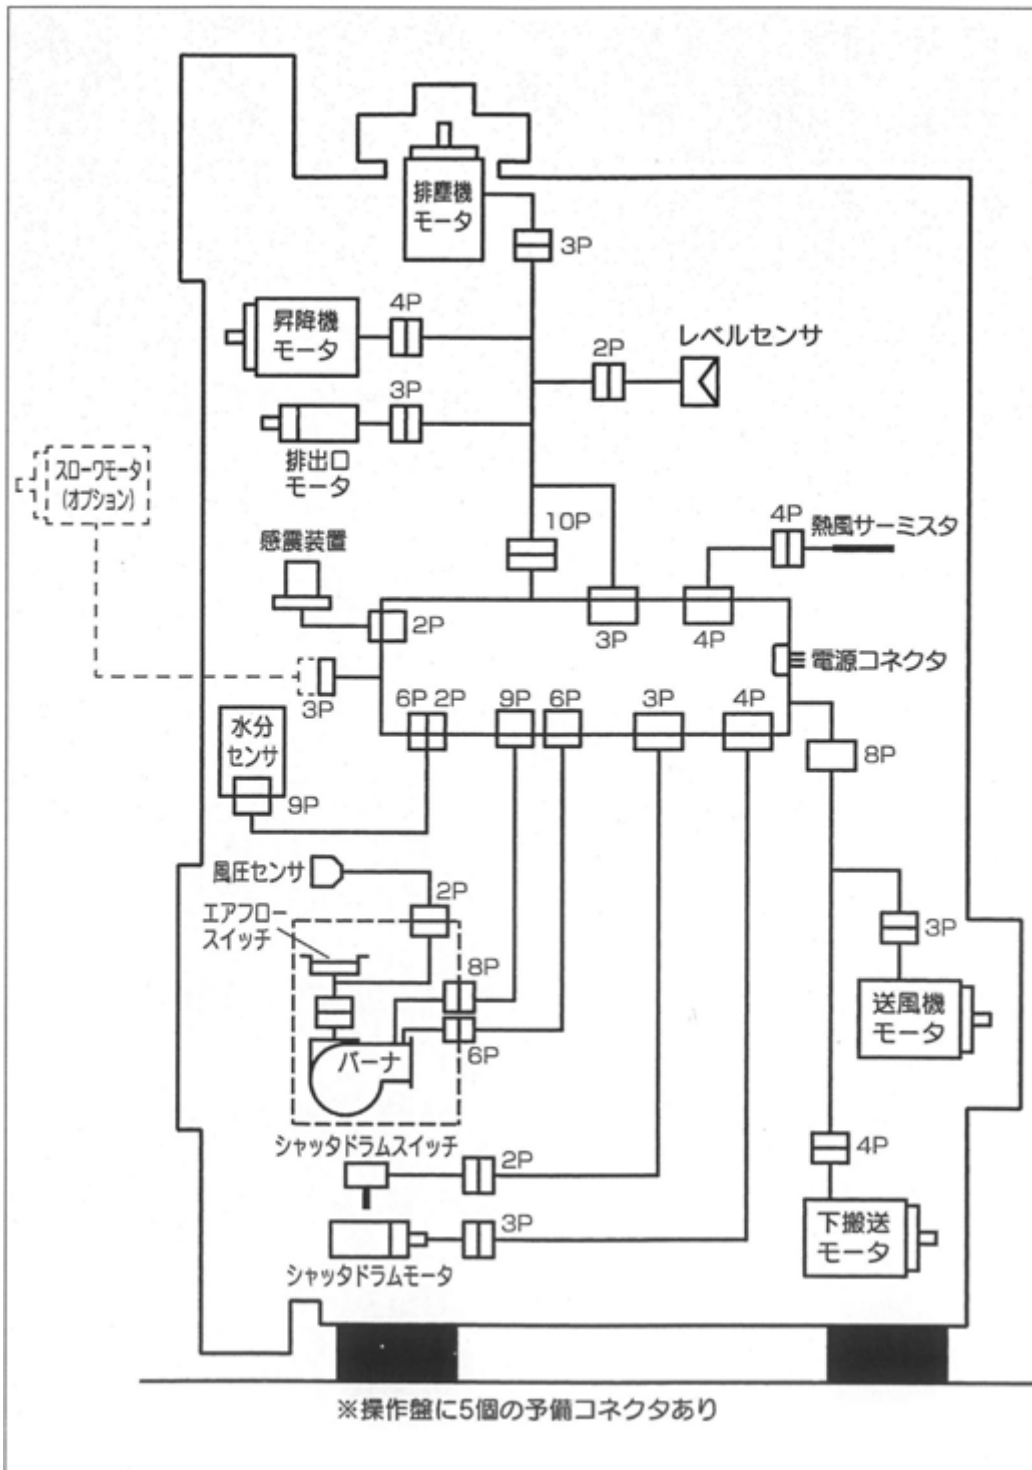 排塵機
モータ
3P
昇降機
モータ
4P
レベルセンサ
2P
3P
排出口
モータ
スローワモータ
(オプション)
10P
4P
熱風サーミスタ
感震装置
2P
3P
4P
電源コネクタ
3P
6P
2P
9P
6P
3P
4P
8P
水分
センサ
9P
風圧センサ
2P
エアフロー
スイッチ
3P
8P
送風機
モータ
バーナ
6P
シャッタドラムスイッチ
2P
4P
3P
下搬送
モータ
シャッタドラムモータ
※操作盤に5個の予備コネクタあり